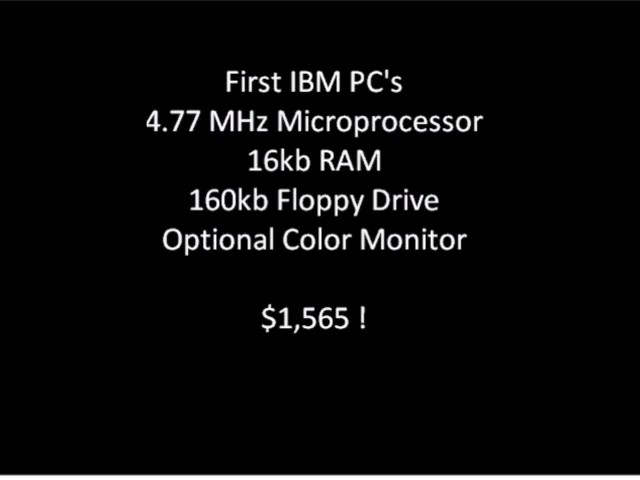 First IBM PC's
4.77 MHz Microprocessor
16kb RAM
160kb Floppy Drive
Optional Color Monitor
$1,565 !